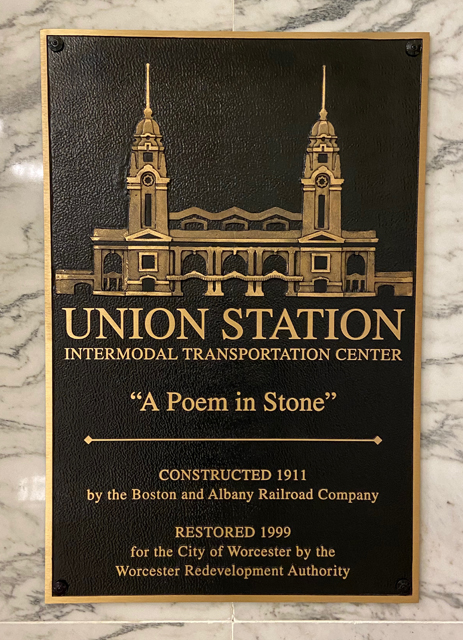 UNION STATION
INTERMODAL TRANSPORTATION CENTER
“A Poem in Stone”
CONSTRUCTED 1911
by the Boston and Albany Railroad Company
RESTORED 1999
for the City of Worcester by the
Worcester Redevelopment Authority